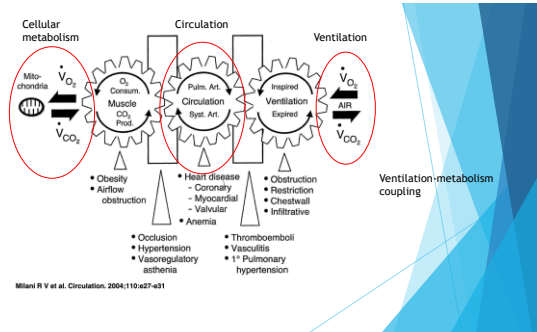 Cellular
metabolism
Circulation
Ventilation
Mito-
chondria
V̇O₂
V̇CO₂
O₂
Consum.
Muscle
CO₂
Prod.
Pulm. Art.
Circulation
Syst. Art.
Inspired
Ventilation
Expired
V̇O₂
AIR
V̇CO₂
• Obesity
• Airflow
obstruction
• Heart disease
– Coronary
– Myocardial
– Valvular
• Anemia
• Obstruction
• Restriction
• Chestwall
• Infiltrative
• Occlusion
• Hypertension
• Vasoregulatory
asthenia
• Thromboemboli
• Vasculitis
• 1° Pulmonary
hypertension
Ventilation-metabolism
coupling
Milani R V et al. Circulation. 2004;110:e27-e31